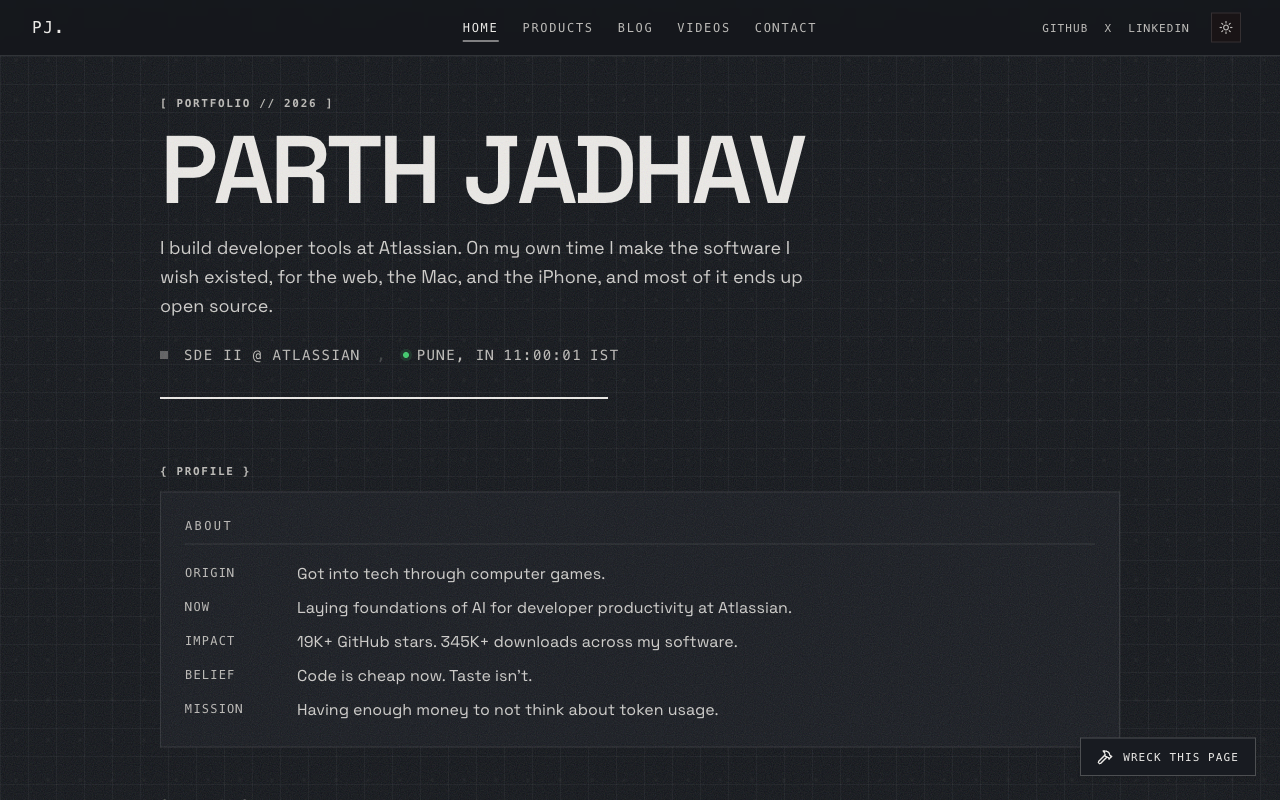 PJ.
HOME PRODUCTS BLOG VIDEOS CONTACT
GITHUB X LINKEDIN
[ PORTFOLIO // 2026 ]
PARTH JADHAV
I build developer tools at Atlassian. On my own time I make the software I
wish existed, for the web, the Mac, and the iPhone, and most of it ends up
open source.
SDE II @ ATLASSIAN , PUNE, IN 11:00:01 IST
{ PROFILE }
ABOUT
ORIGIN Got into tech through computer games.
NOW Laying foundations of AI for developer productivity at Atlassian.
IMPACT 19K+ GitHub stars. 345K+ downloads across my software.
BELIEF Code is cheap now. Taste isn't.
MISSION Having enough money to not think about token usage.
WRECK THIS PAGE